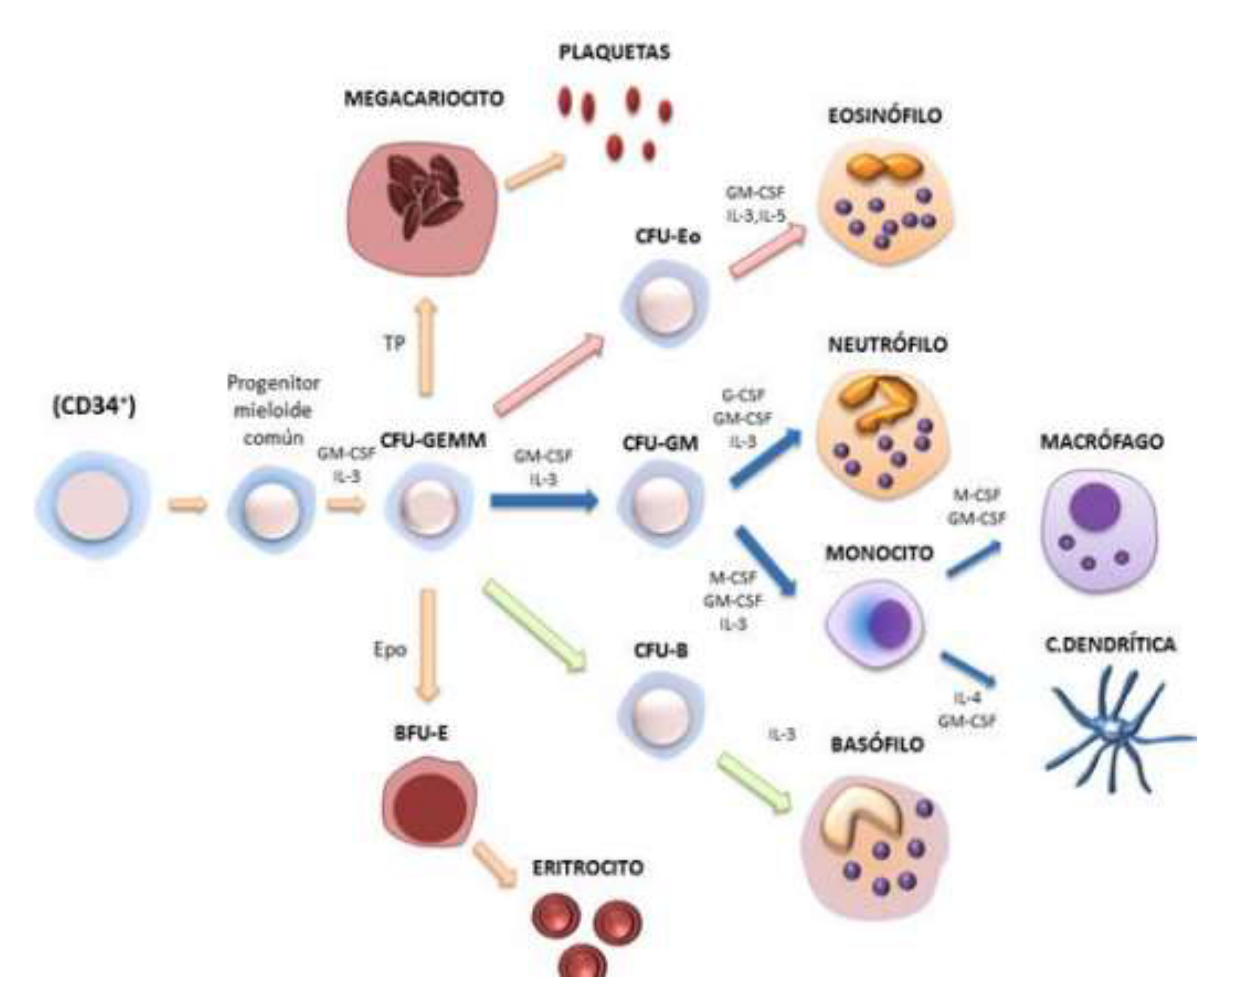 PLAQUETAS
MEGACARIOCITO
EOSINÓFILO
GM-CSF
IL-3,IL-5
CFU-Eo
TP
NEUTRÓFILO
Progenitor
mieloide
común
(CD34⁺)
G-CSF
GM-CSF
IL-3
GM-CSF
IL-3
CFU-GEMM
GM-CSF
IL-3
CFU-GM
MACRÓFAGO
M-CSF
GM-CSF
MONOCITO
M-CSF
GM-CSF
IL-3
Epo
CFU-B
C.DENDRÍTICA
IL-4
GM-CSF
BFU-E
IL-3
BASÓFILO
ERITROCITO